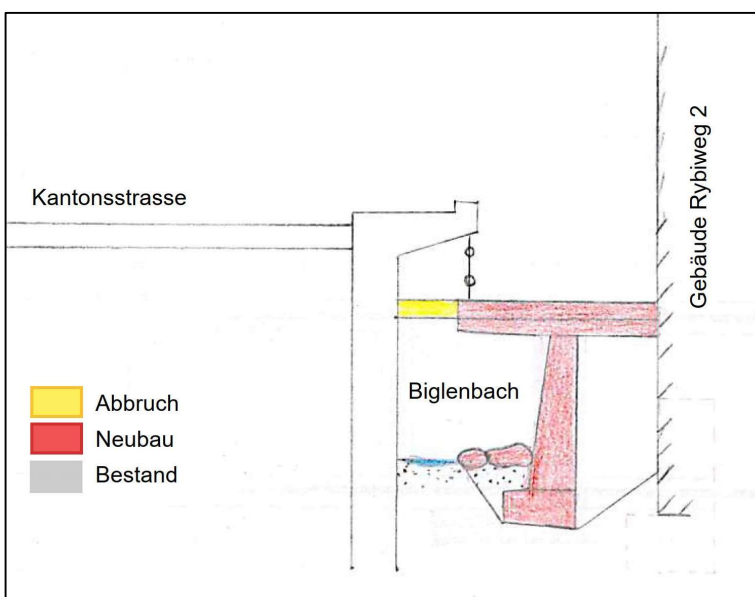 Kantonsstrasse
Gebäude Rybiweg 2
Biglenbach
Abbruch
Neubau
Bestand